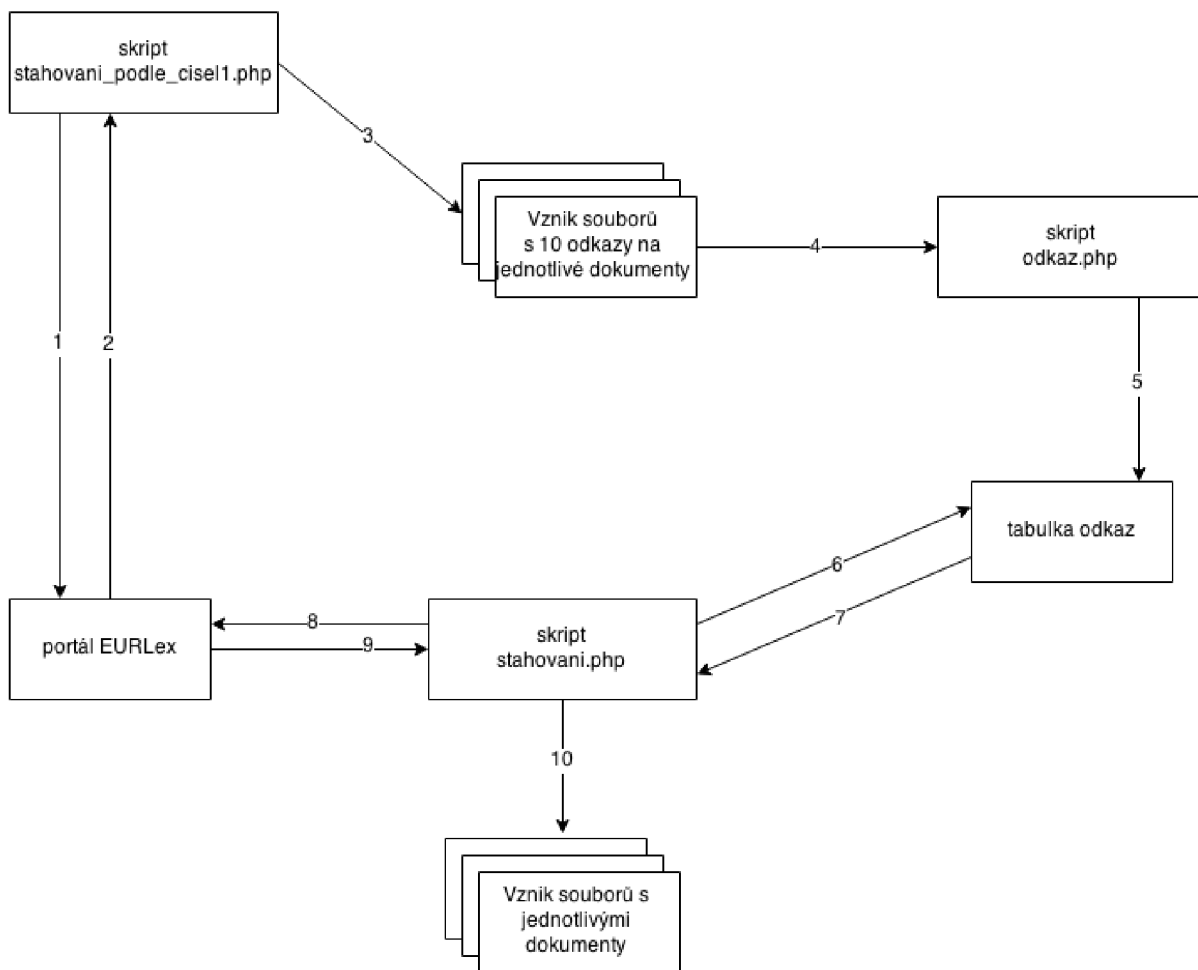 skript
stahovani_podle_cisel1.php
3
Vznik souborů
s 10 odkazy na
jednotlivé dokumenty
4
skript
odkaz.php
1
2
5
tabulka odkaz
6
7
portál EURLex
8
9
skript
stahovani.php
10
Vznik souborů s
jednotlivými
dokumenty